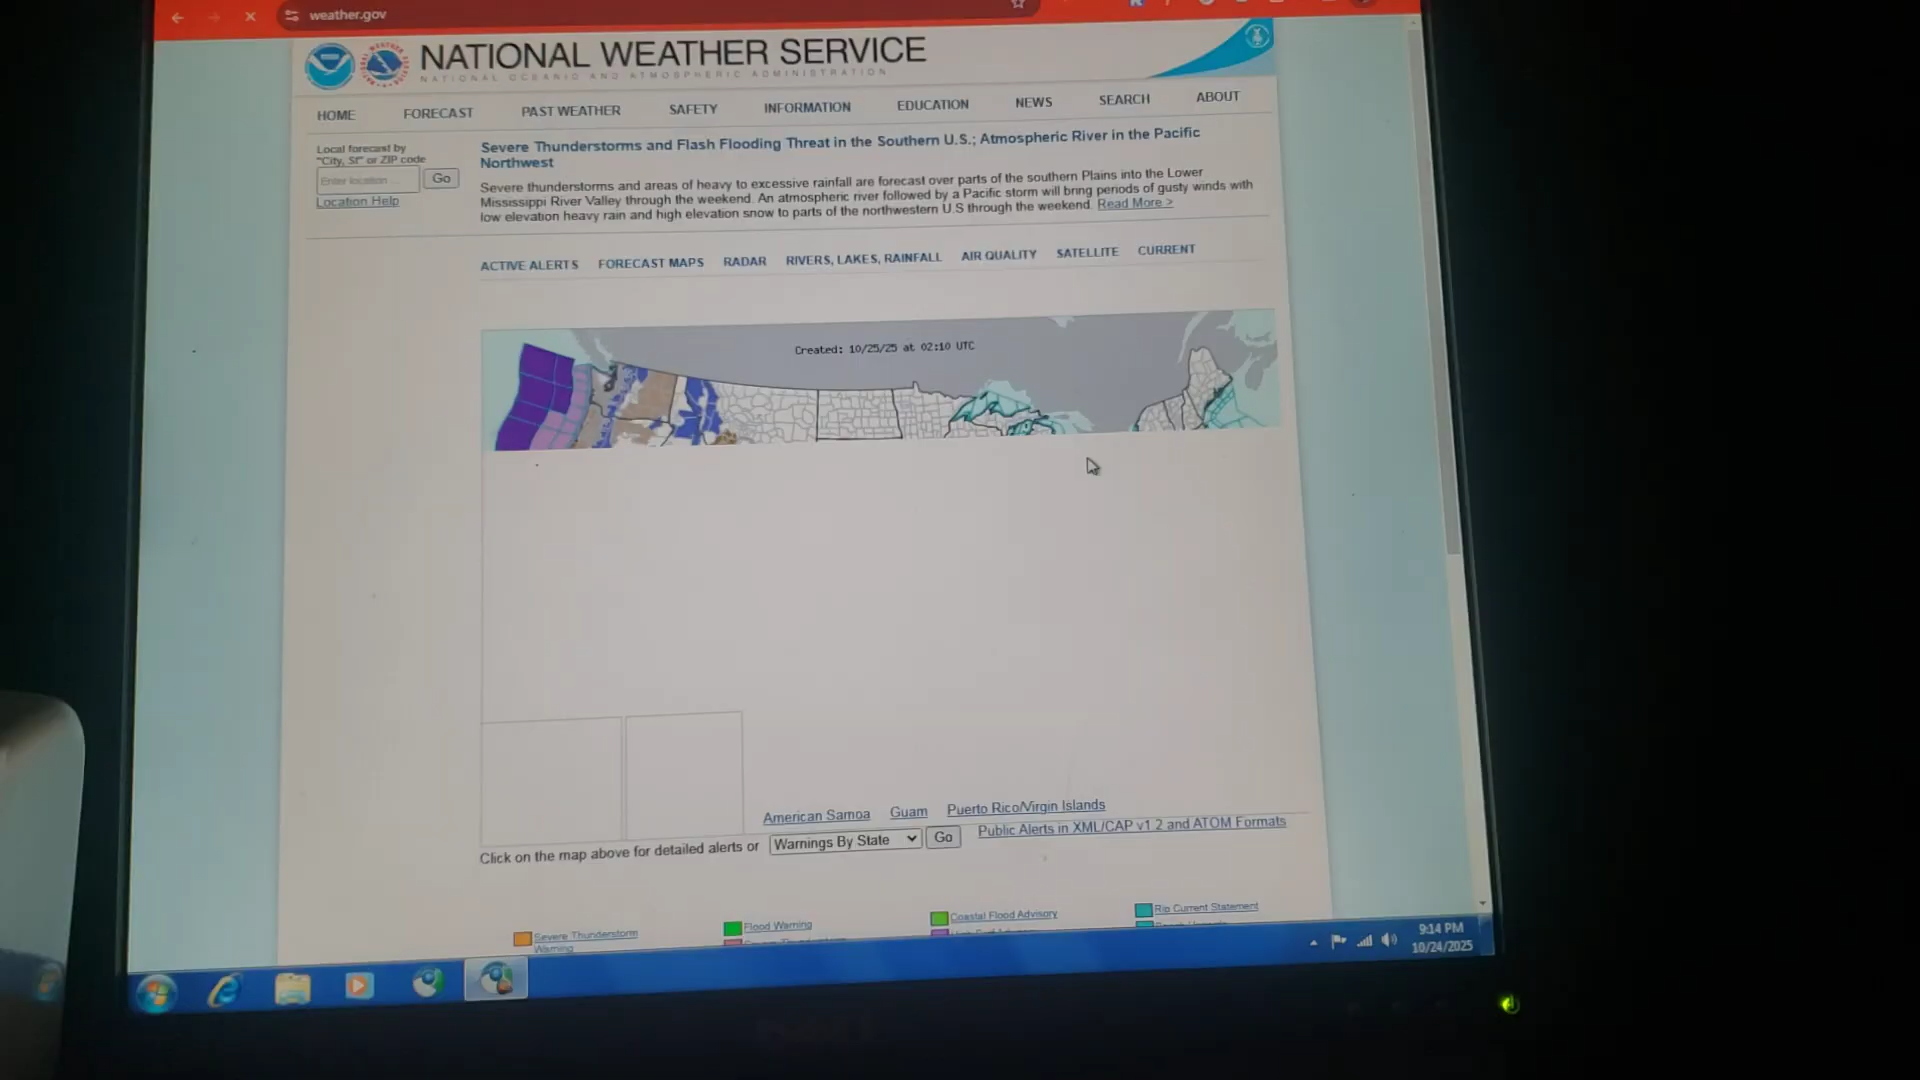 weather.gov
NATIONAL WEATHER SERVICE
NATIONAL OCEANIC AND ATMOSPHERIC ADMINISTRATION
HOME FORECAST PAST WEATHER SAFETY INFORMATION EDUCATION NEWS SEARCH ABOUT
Local forecast by
"City, St" or ZIP code
Enter location ...
Go
Location Help
Severe Thunderstorms and Flash Flooding Threat in the Southern U.S.; Atmospheric River in the Pacific
Northwest
Severe thunderstorms and areas of heavy to excessive rainfall are forecast over parts of the southern Plains into the Lower
Mississippi River Valley through the weekend. An atmospheric river followed by a Pacific storm will bring periods of gusty winds with
low elevation heavy rain and high elevation snow to parts of the northwestern U.S through the weekend. Read More >
ACTIVE ALERTS FORECAST MAPS RADAR RIVERS, LAKES, RAINFALL AIR QUALITY SATELLITE CURRENT
Created: 10/25/25 at 02:10 UTC
American Samoa Guam Puerto Rico/Virgin Islands
Click on the map above for detailed alerts or Warnings By State Go Public Alerts in XML/CAP v1.2 and ATOM Formats
Severe Thunderstorm
Warning
Flood Warning
Coastal Flood Advisory
Rip Current Statement
9:14 PM
10/24/2025